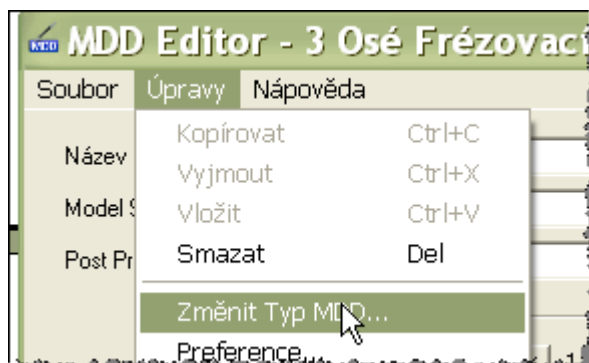 MDD MDD Editor - 3 Osé Frézovací
Soubor Úpravy Nápověda
Název
Kopírovat Ctrl+C
Vyjmout Ctrl+X
Model S
Vložit Ctrl+V
Post Pr
Smazat Del
Změnit Typ MDD...
Preference